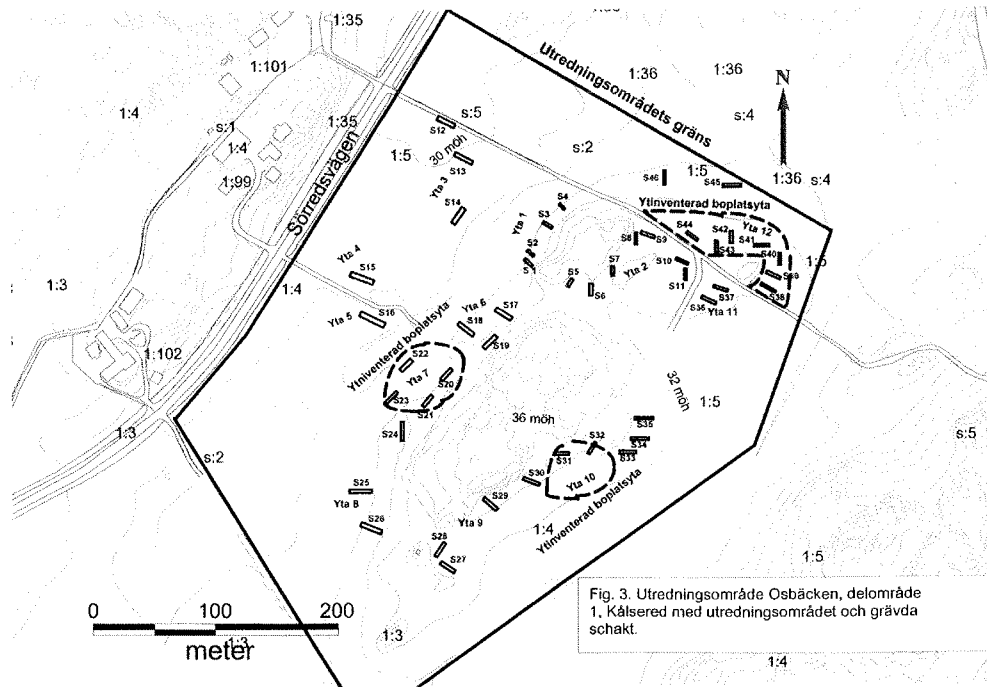 1:35
1:101
1:4
s:1
1:35
1:4
1:99
Sörredsvägen
Utredningsområdets gräns
1:36
1:36
N
s:4
s:5
s:2
1:5
1:36
s:4
S12
1:5
30 möh
S13
Yta 3
S14
S4
S3
Yta 1
S2
S1
S46
S45
Ytinventerad boplatsyta
S44
S42
Yta 12
S41
S43
S40
1:5
S39
S38
S8
S9
S7
Yta 2
S10
S11
S5
S6
S37
S36
Yta 11
Yta 4
S15
1:4
1:3
Yta 5
S16
Yta 6
S17
S18
S19
Ytniventerad boplatsyta
S22
Yta 7
S20
S23
S21
S24
1:102
1:3
s:2
32 möh
1:5
36 möh
S35
S34
S33
S32
S31
Yta 10
S30
Ytinventerad boplatsyta
s:5
S25
Yta 8
S26
S29
Yta 9
S28
S27
1:4
1:5
1:3
0 100 200
meter
1:3
Fig. 3. Utredningsområde Osbäcken, delområde
1, Kålsered med utredningsområdet och grävda
schakt.
1:4